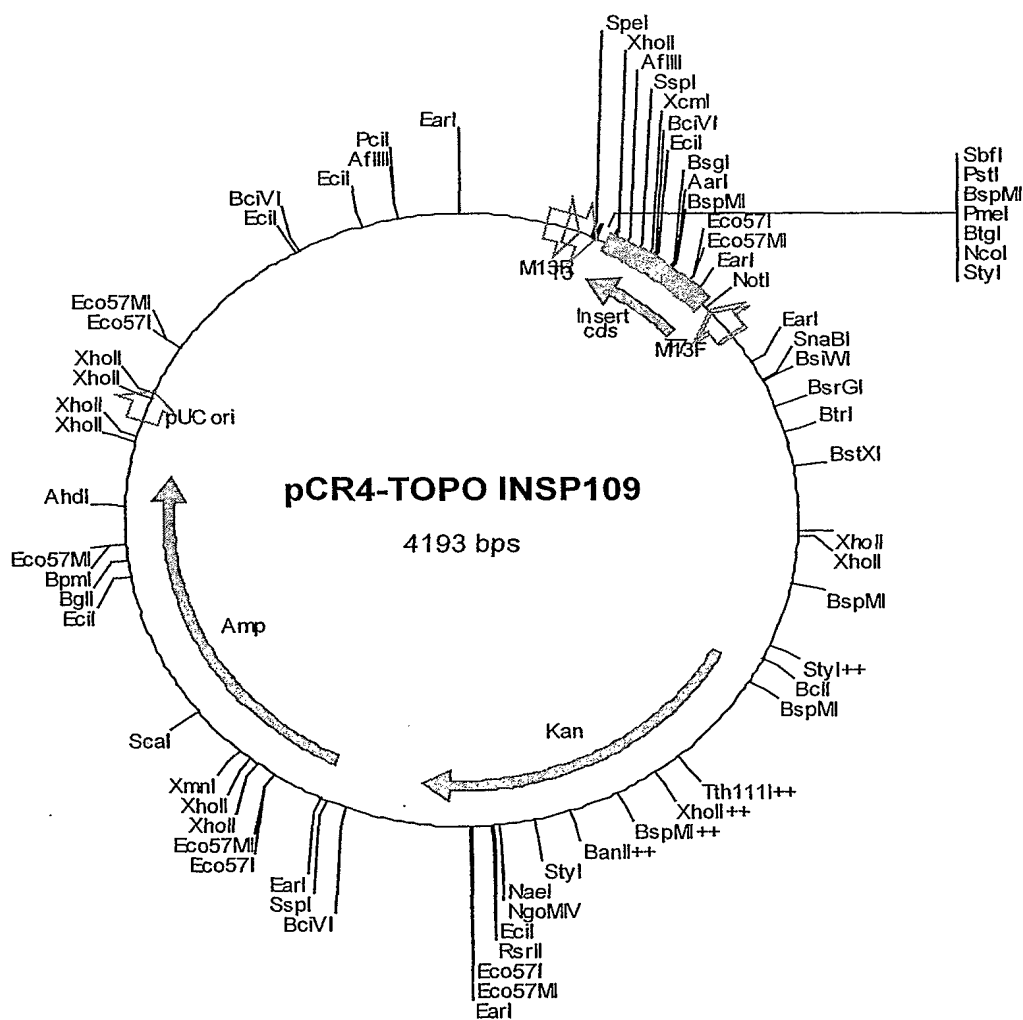 SpeI
XhoII
AflIII
SspI
XcmI
BciVI
EciI
BsgI
AarI
BspMI
Eco57I
Eco57MI
EarI
NotI
SbfI
PstI
BspMI
PmeI
BtgI
NcoI
StyI
EarI
PciI
AflIII
EciI
BciVI
EciI
Eco57MI
Eco57I
XhoII
XhoII
XhoII
XhoII
pUC ori
M13R
Insert
cds
M13F
EarI
SnaBI
BsiWI
BsrGI
BtrI
BstXI
AhdI
pCR4-TOPO INSP109
4193 bps
XhoII
XhoII
Eco57MI
BpmI
BglI
EciI
BspMI
Amp
StyI++
BclI
BspMI
Kan
ScaI
XmnI
XhoII
XhoII
Eco57MI
Eco57I
EarI
SspI
BciVI
Tth111I++
XhoII++
BspMI++
BanII++
StyI
NaeI
NgoMIV
EciI
RsrII
Eco57I
Eco57MI
EarI